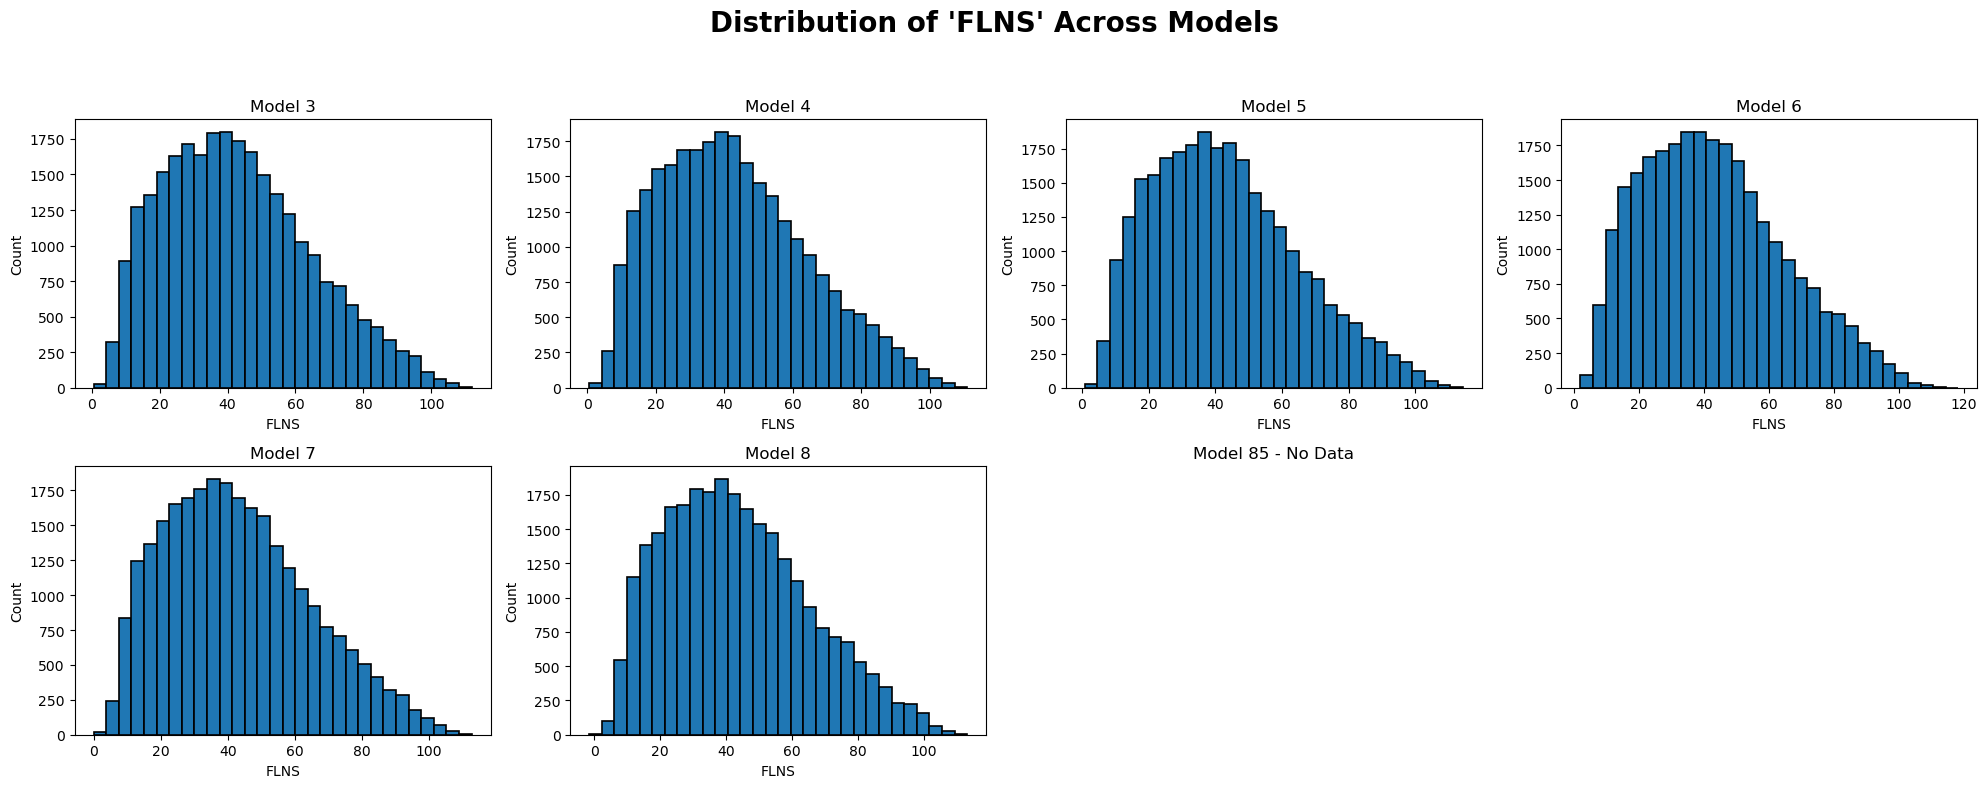 Distribution of 'FLNS' Across Models
Model 3
1750
1500
1250
1000
750
500
250
0
Count
0 20 40 60 80 100
FLNS
Model 4
1750
1500
1250
1000
750
500
250
0
Count
0 20 40 60 80 100
FLNS
Model 5
1750
1500
1250
1000
750
500
250
0
Count
0 20 40 60 80 100
FLNS
Model 6
1750
1500
1250
1000
750
500
250
0
Count
0 20 40 60 80 100 120
FLNS
Model 7
1750
1500
1250
1000
750
500
250
0
Count
0 20 40 60 80 100
FLNS
Model 8
1750
1500
1250
1000
750
500
250
0
Count
0 20 40 60 80 100
FLNS
Model 85 - No Data